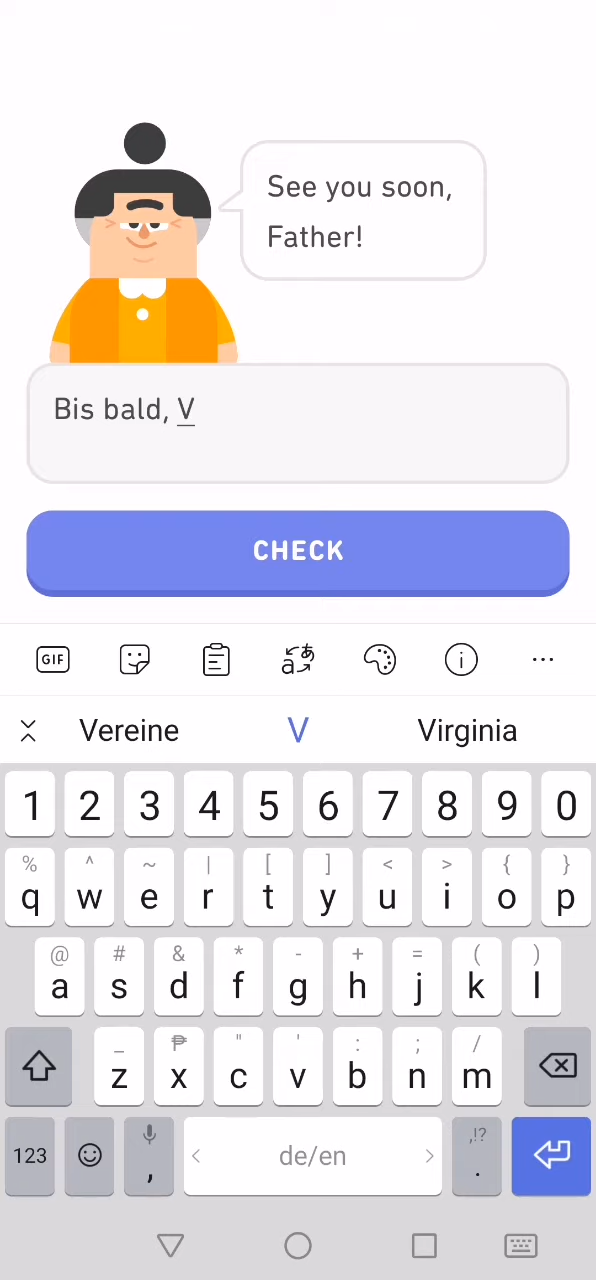 See you soon,
Father!
Bis bald, V
CHECK
GIF
Vereine V Virginia
1 2 3 4 5 6 7 8 9 0
% ^ ~ | [ ] < > { }
q w e r t y u i o p
@ # & * - + = ( )
a s d f g h j k l
_ ₱ " ' : ; /
z x c v b n m
,!?
123 , < de/en > .